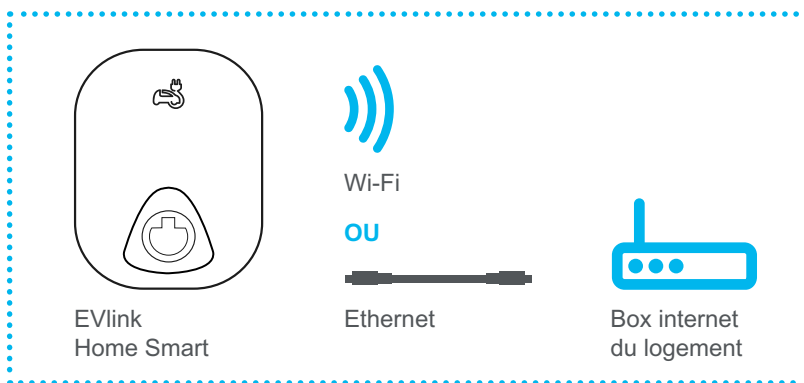 Wi-Fi
OU
EVlink
Home Smart
Ethernet
Box internet
du logement